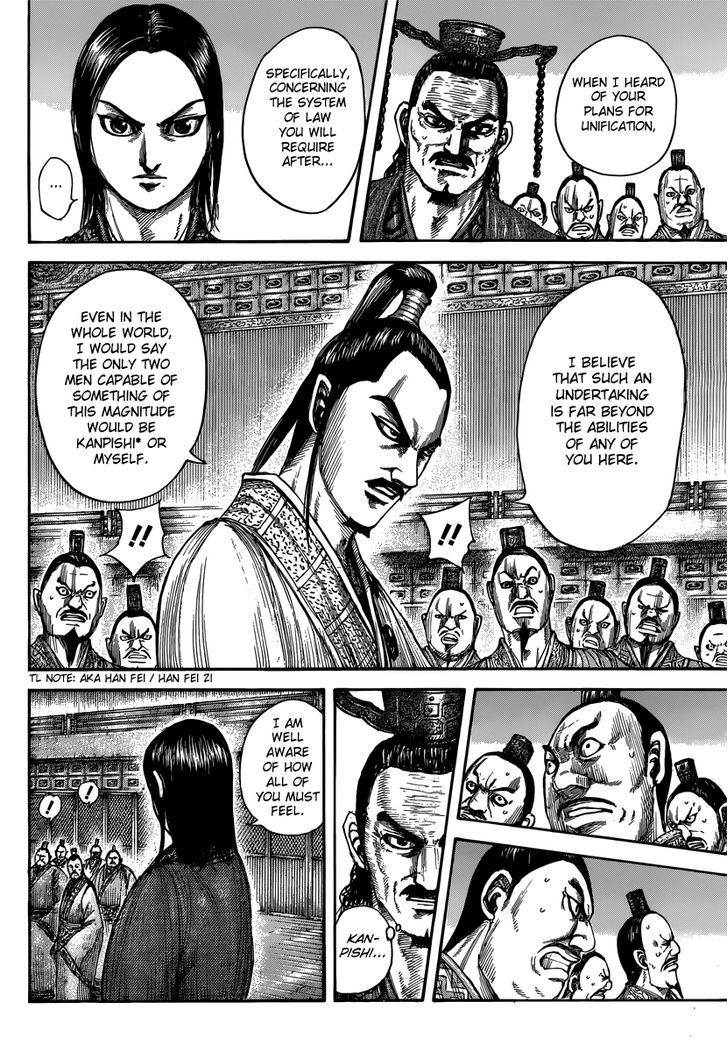 WHEN I HEARD
OF YOUR
PLANS FOR
UNIFICATION,
SPECIFICALLY,
CONCERNING
THE SYSTEM
OF LAW
YOU WILL
REQUIRE
AFTER...
...
I BELIEVE
THAT SUCH AN
UNDERTAKING
IS FAR BEYOND
THE ABILITIES
OF ANY OF
YOU HERE.
EVEN IN THE
WHOLE WORLD,
I WOULD SAY
THE ONLY TWO
MEN CAPABLE OF
SOMETHING OF
THIS MAGNITUDE
WOULD BE
KANPISHI* OR
MYSELF.
!!
!!
TL NOTE: AKA HAN FEI / HAN FEI ZI
KAN-
PISHI...
I AM
WELL
AWARE
OF HOW
ALL OF
YOU MUST
FEEL.
!
!